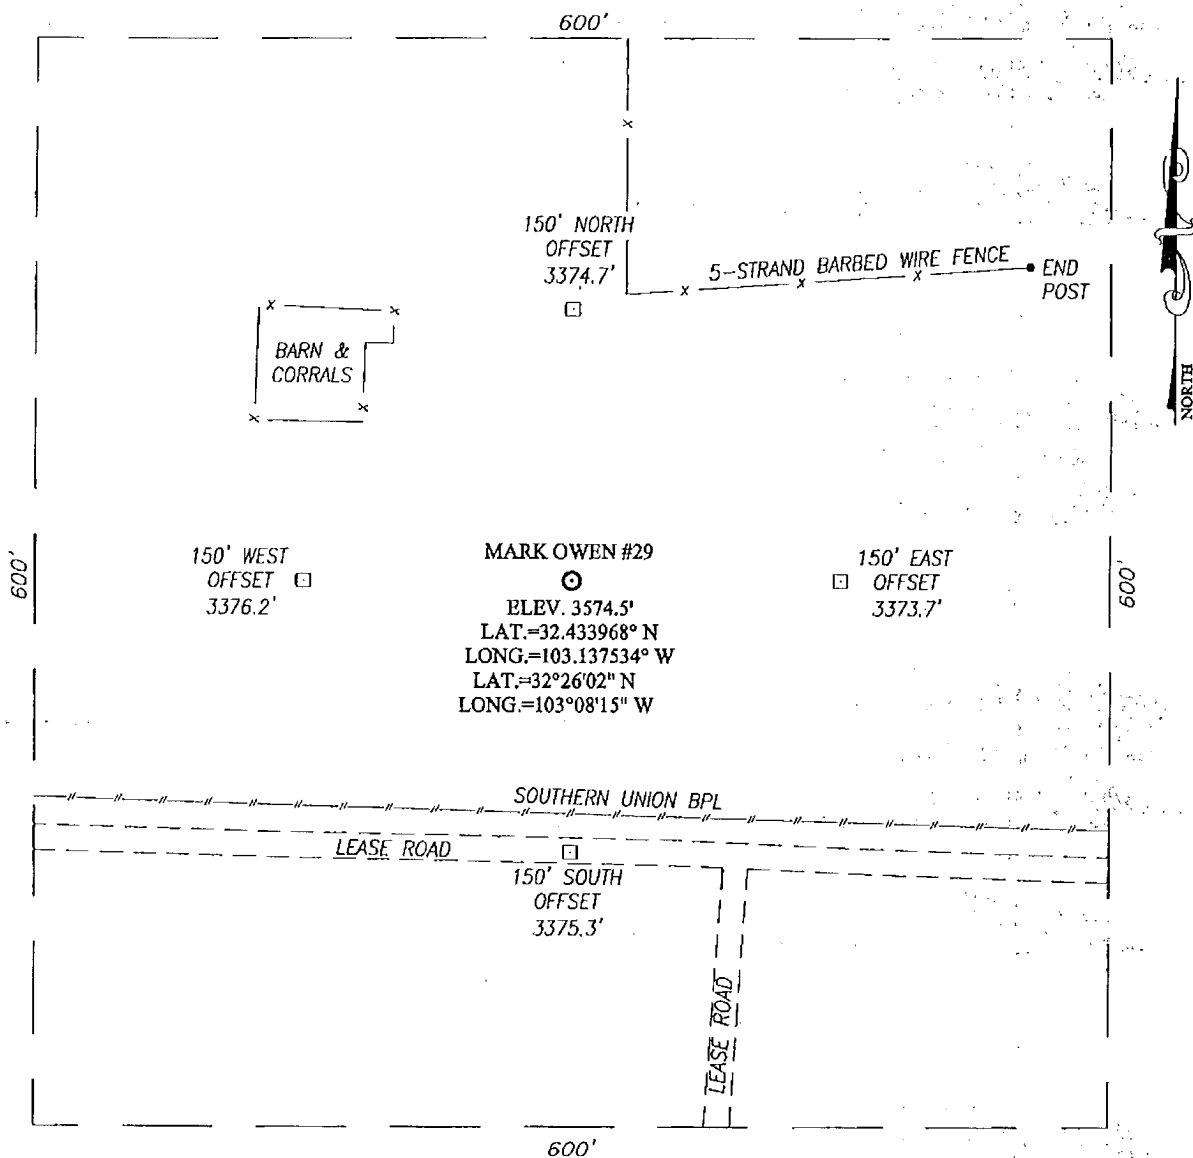 600'
150' NORTH
OFFSET
3374.7'
5-STRAND BARBED WIRE FENCE
END
POST
BARN &
CORRALS
NORTH
600'
150' WEST
OFFSET
3376.2'
MARK OWEN #29
ELEV. 3574.5'
LAT.=32.433968° N
LONG.=103.137534° W
LAT.=32°26'02" N
LONG.=103°08'15" W
150' EAST
OFFSET
3373.7'
600'
SOUTHERN UNION BPL
LEASE ROAD
150' SOUTH
OFFSET
3375.3'
LEASE ROAD
600'